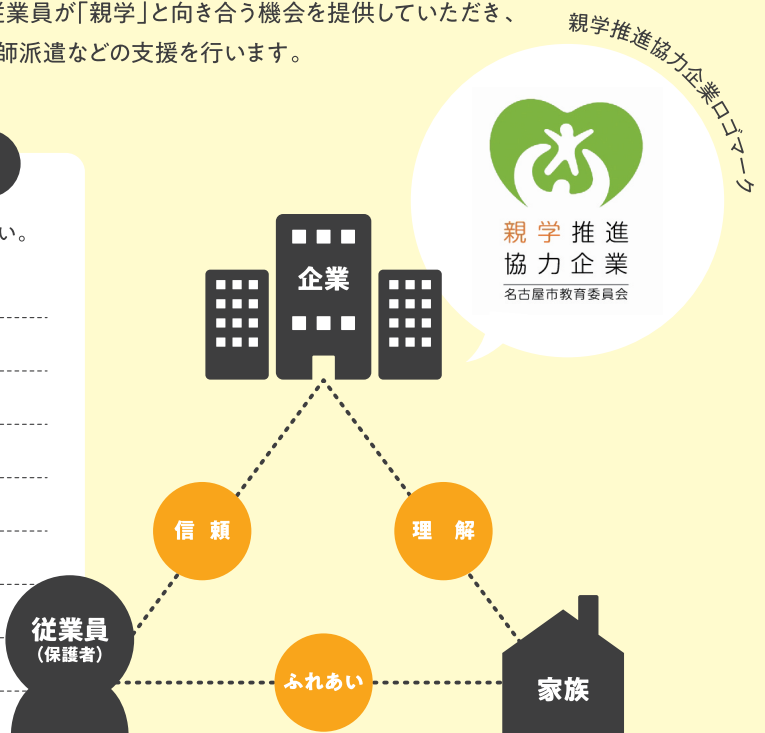 従業員が「親学」と向き合う機会を提供していただき、
師派遣などの支援を行います。
親学推進協力企業ロゴマーク
い。
親学推進
協力企業
名古屋市教育委員会
企業
信頼
理解
従業員
(保護者)
ふれあい
家族